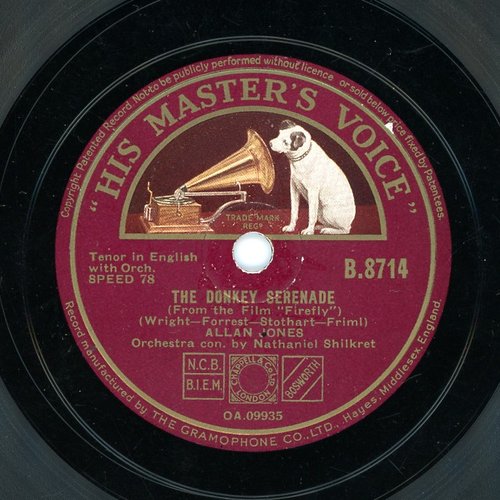 Copyright Patented Record. Not to be publicly performed without licence or sold below price fixed by Patentees.
"HIS MASTER'S VOICE"
TRADE MARK.
REGD
Tenor in English
with Orch.
SPEED 78
B.8714
THE DONKEY SERENADE
(From the Film "Firefly")
(Wright—Forrest—Stothart—Friml)
ALLAN JONES
Orchestra con. by Nathaniel Shilkret
N.C.B.
B.I.E.M.
CHAPPELL & Co LTD
LONDON
BOSWORTH
OA.09935
Record manufactured by THE GRAMOPHONE CO., LTD., Hayes, Middlesex, England.